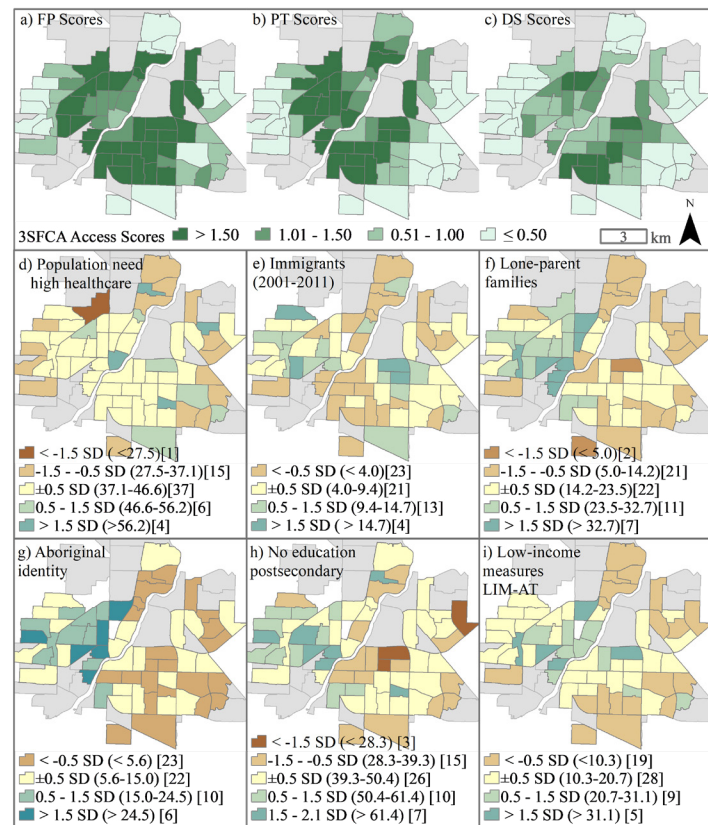 a) FP Scores
b) PT Scores
c) DS Scores
3SFCA Access Scores > 1.50 1.01 - 1.50 0.51 - 1.00 ≤ 0.50 3 km N
d) Population need
high healthcare
< -1.5 SD ( <27.5)[1]
-1.5 - -0.5 SD (27.5-37.1)[15]
±0.5 SD (37.1-46.6)[37]
0.5 - 1.5 SD (46.6-56.2)[6]
> 1.5 SD (>56.2)[4]
e) Immigrants
(2001-2011)
< -0.5 SD (< 4.0)[23]
±0.5 SD (4.0-9.4)[21]
0.5 - 1.5 SD (9.4-14.7)[13]
> 1.5 SD (> 14.7)[4]
f) Lone-parent
families
< -1.5 SD (< 5.0)[2]
-1.5 - -0.5 SD (5.0-14.2)[21]
±0.5 SD (14.2-23.5)[22]
0.5 - 1.5 SD (23.5-32.7)[11]
> 1.5 SD (> 32.7)[7]
g) Aboriginal
identity
< -0.5 SD (< 5.6) [23]
±0.5 SD (5.6-15.0) [22]
0.5 - 1.5 SD (15.0-24.5) [10]
> 1.5 SD (> 24.5) [6]
h) No education
postsecondary
< -1.5 SD (< 28.3) [3]
-1.5 - -0.5 SD (28.3-39.3) [15]
±0.5 SD (39.3-50.4) [26]
0.5 - 1.5 SD (50.4-61.4) [10]
1.5 - 2.1 SD (> 61.4) [7]
i) Low-income
measures
LIM-AT
< -0.5 SD (<10.3) [19]
±0.5 SD (10.3-20.7) [28]
0.5 - 1.5 SD (20.7-31.1) [9]
> 1.5 SD (> 31.1) [5]